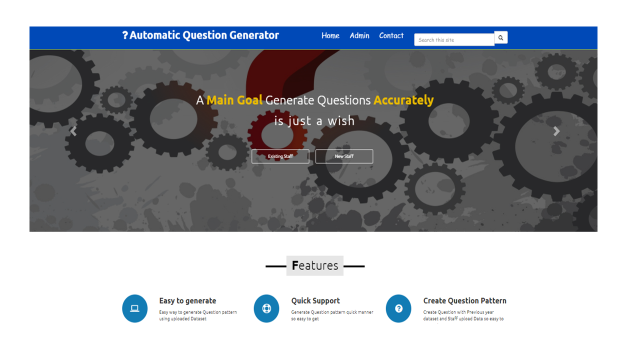 ? Automatic Question Generator
Home Admin Contact Search this site
A Main Goal Generate Questions Accurately
is just a wish
Existing Staff New Staff
Features
Easy to generate
Easy way to generate Question pattern
using uploaded Dataset
Quick Support
Generate Question pattern quick manner
so easy to get
Create Question Pattern
Create Question with Previous year
dataset and Staff upload Data so easy to